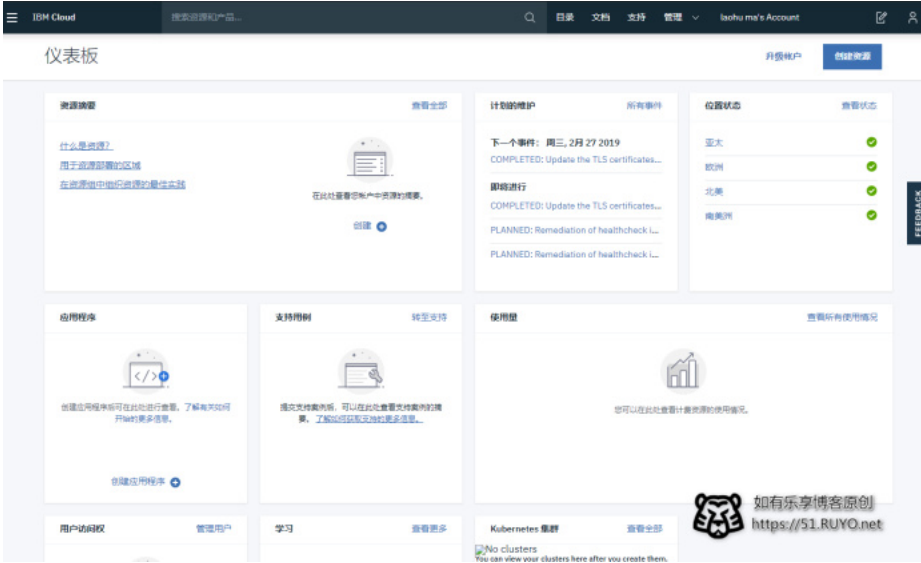 IBM Cloud
搜索资源和产品...
目录 文档 支持 管理 laohu ma's Account
仪表板
升级帐户
创建资源
资源摘要
查看全部
什么是资源?
用于资源部署的区域
在资源组中组织资源的最佳实践
在此处查看您帐户中资源的摘要。
创建
计划的维护
所有事件
下一个事件: 周三, 2月 27 2019
COMPLETED: Update the TLS certificates...
即将进行
COMPLETED: Update the TLS certificates...
PLANNED: Remediation of healthcheck i...
PLANNED: Remediation of healthcheck i...
位置状态
查看状态
亚太
欧洲
北美
南美洲
FEEDBACK
应用程序
创建应用程序后可在此处进行查看。了解有关如何
开始的更多信息。
创建应用程序
支持用例
转至支持
提交支持案例后，可以在此处查看支持案例的摘
要。 了解如何获取支持的更多信息。
使用量
查看所有使用情况
您可以在此处查看计量资源的使用情况。
用户访问权
管理用户
学习
查看更多
Kubernetes 集群
查看全部
No clusters
You can view your clusters here after you create them.
如有乐享博客原创
https://51.RUYO.net